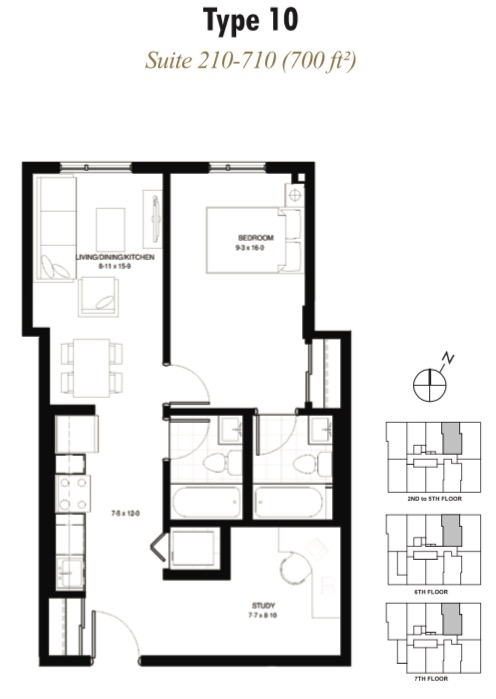 Type 10
Suite 210-710 (700 ft²)
BEDROOM
9-3 x 16-0
LIVING/DINING/KITCHEN
8-11 x 15-9
N
2ND to 5TH FLOOR
7-5 x 12-0
6TH FLOOR
STUDY
7-7 x 8-10
7TH FLOOR